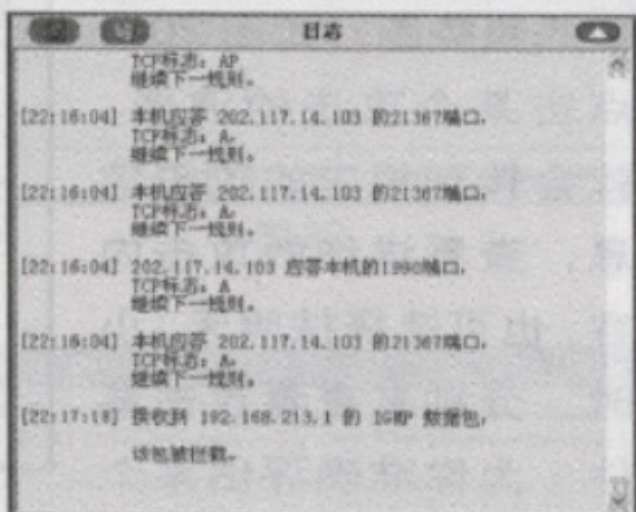 日志
TCP标志：AP
继续下一规则。
[22:16:04] 本机应答 202.117.14.103 的21367端口，
TCP标志：A，
继续下一规则。
[22:16:04] 本机应答 202.117.14.103 的21367端口，
TCP标志：A，
继续下一规则。
[22:16:04] 202.117.14.103 应答本机的1990端口，
TCP标志：A
继续下一规则。
[22:16:04] 本机应答 202.117.14.103 的21367端口，
TCP标志：A，
继续下一规则。
[22:17:18] 接收到 192.168.213.1 的 IGMP 数据包，
该包被拦截。